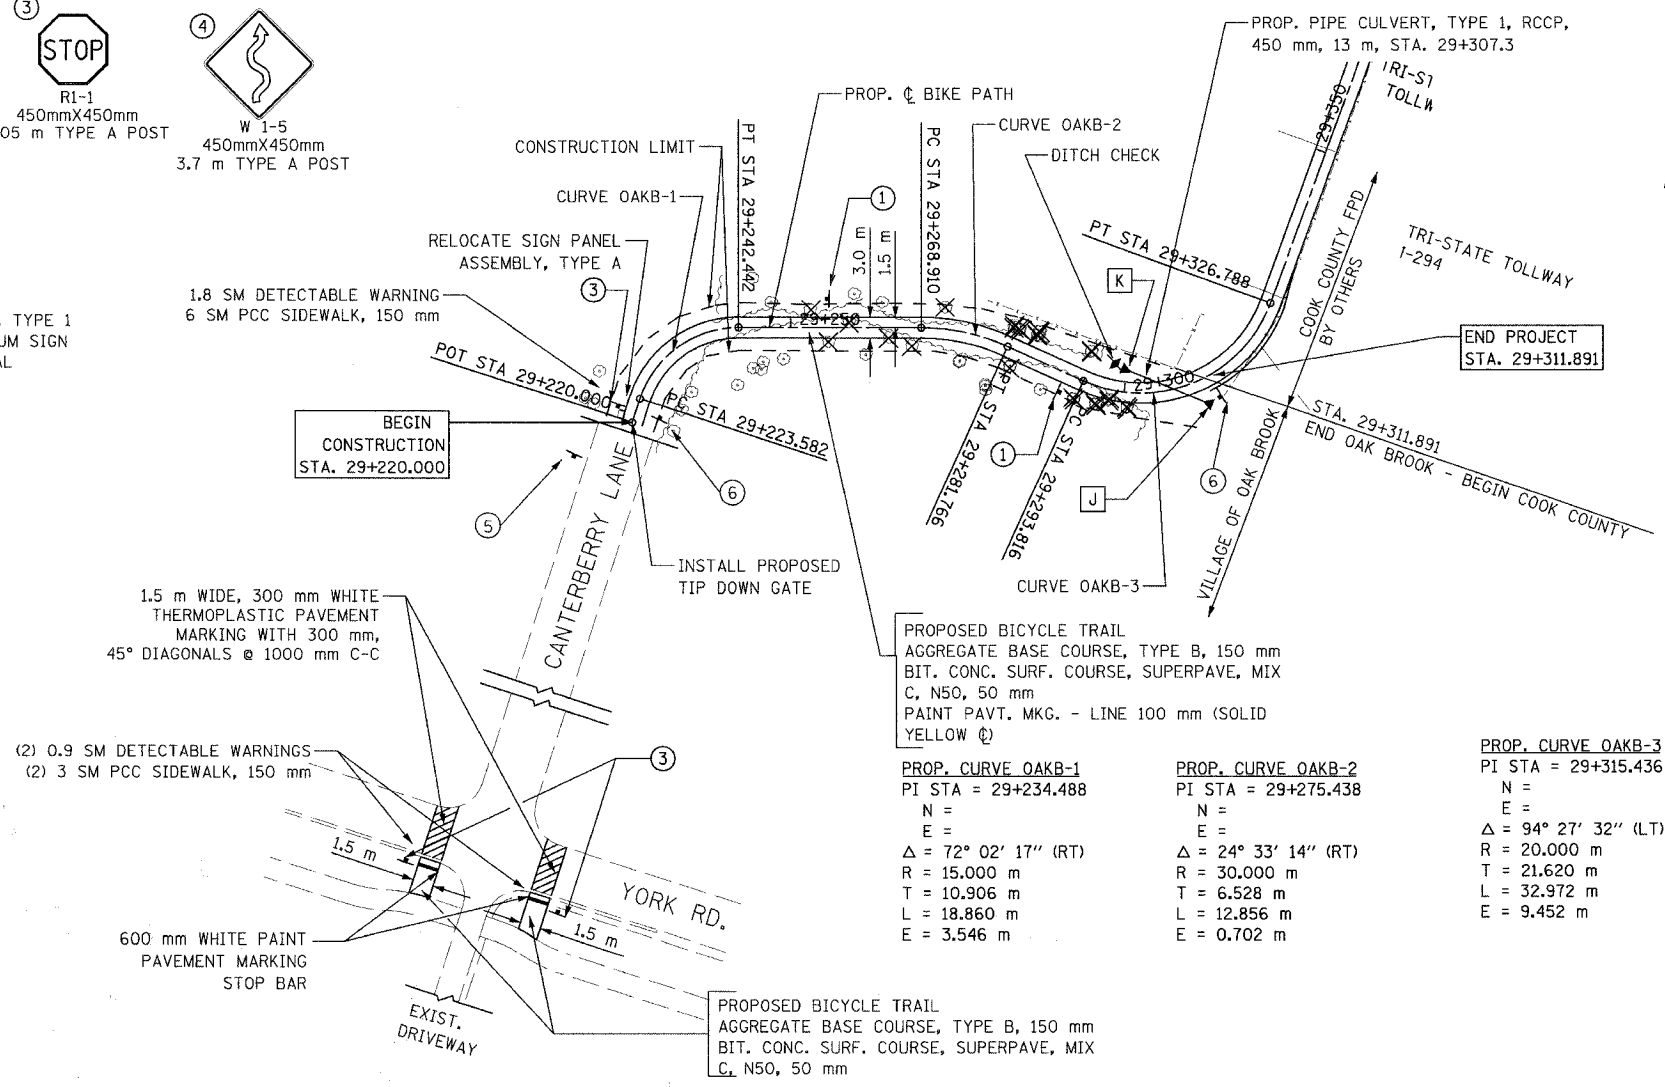 3
STOP
R1-1
450mmX450mm
05 m TYPE A POST
4
W 1-5
450mmX450mm
3.7 m TYPE A POST
PROP. PIPE CULVERT, TYPE 1, RCCP,
450 mm, 13 m, STA. 29+307.3
TRI-ST
TOLLW
29+350
PROP. ℄ BIKE PATH
CURVE OAKB-2
DITCH CHECK
CONSTRUCTION LIMIT
CURVE OAKB-1
RELOCATE SIGN PANEL
ASSEMBLY, TYPE A
3
1
PT STA 29+242.442
3.0 m
1.5 m
PC STA 29+268.910
PT STA 29+326.788
K
COOK COUNTY FPD
BY OTHERS
TRI-STATE TOLLWAY
I-294
1.8 SM DETECTABLE WARNING
6 SM PCC SIDEWALK, 150 mm
TYPE 1
UM SIGN
AL
29+250
29+300
END PROJECT
STA. 29+311.891
POT STA 29+220.000
PC STA 29+223.582
BEGIN
CONSTRUCTION
STA. 29+220.000
STA. 29+311.891
END OAK BROOK - BEGIN COOK COUNTY
PT STA 29+281.766
PC STA 29+293.816
1
J
6
VILLAGE OF OAK BROOK
5
6
CANTERBERRY LANE
INSTALL PROPOSED
TIP DOWN GATE
CURVE OAKB-3
1.5 m WIDE, 300 mm WHITE
THERMOPLASTIC PAVEMENT
MARKING WITH 300 mm,
45° DIAGONALS @ 1000 mm C-C
PROPOSED BICYCLE TRAIL
AGGREGATE BASE COURSE, TYPE B, 150 mm
BIT. CONC. SURF. COURSE, SUPERPAVE, MIX
C, N50, 50 mm
PAINT PAVT. MKG. - LINE 100 mm (SOLID
YELLOW ℄)
(2) 0.9 SM DETECTABLE WARNINGS
(2) 3 SM PCC SIDEWALK, 150 mm
3
1.5 m
YORK RD.
1.5 m
600 mm WHITE PAINT
PAVEMENT MARKING
STOP BAR
EXIST.
DRIVEWAY
PROPOSED BICYCLE TRAIL
AGGREGATE BASE COURSE, TYPE B, 150 mm
BIT. CONC. SURF. COURSE, SUPERPAVE, MIX
C, N50, 50 mm
PROP. CURVE OAKB-1
PI STA = 29+234.488
N =
E =
Δ = 72° 02' 17" (RT)
R = 15.000 m
T = 10.906 m
L = 18.860 m
E = 3.546 m
PROP. CURVE OAKB-2
PI STA = 29+275.438
N =
E =
Δ = 24° 33' 14" (RT)
R = 30.000 m
T = 6.528 m
L = 12.856 m
E = 0.702 m
PROP. CURVE OAKB-3
PI STA = 29+315.436
N =
E =
Δ = 94° 27' 32" (LT)
R = 20.000 m
T = 21.620 m
L = 32.972 m
E = 9.452 m